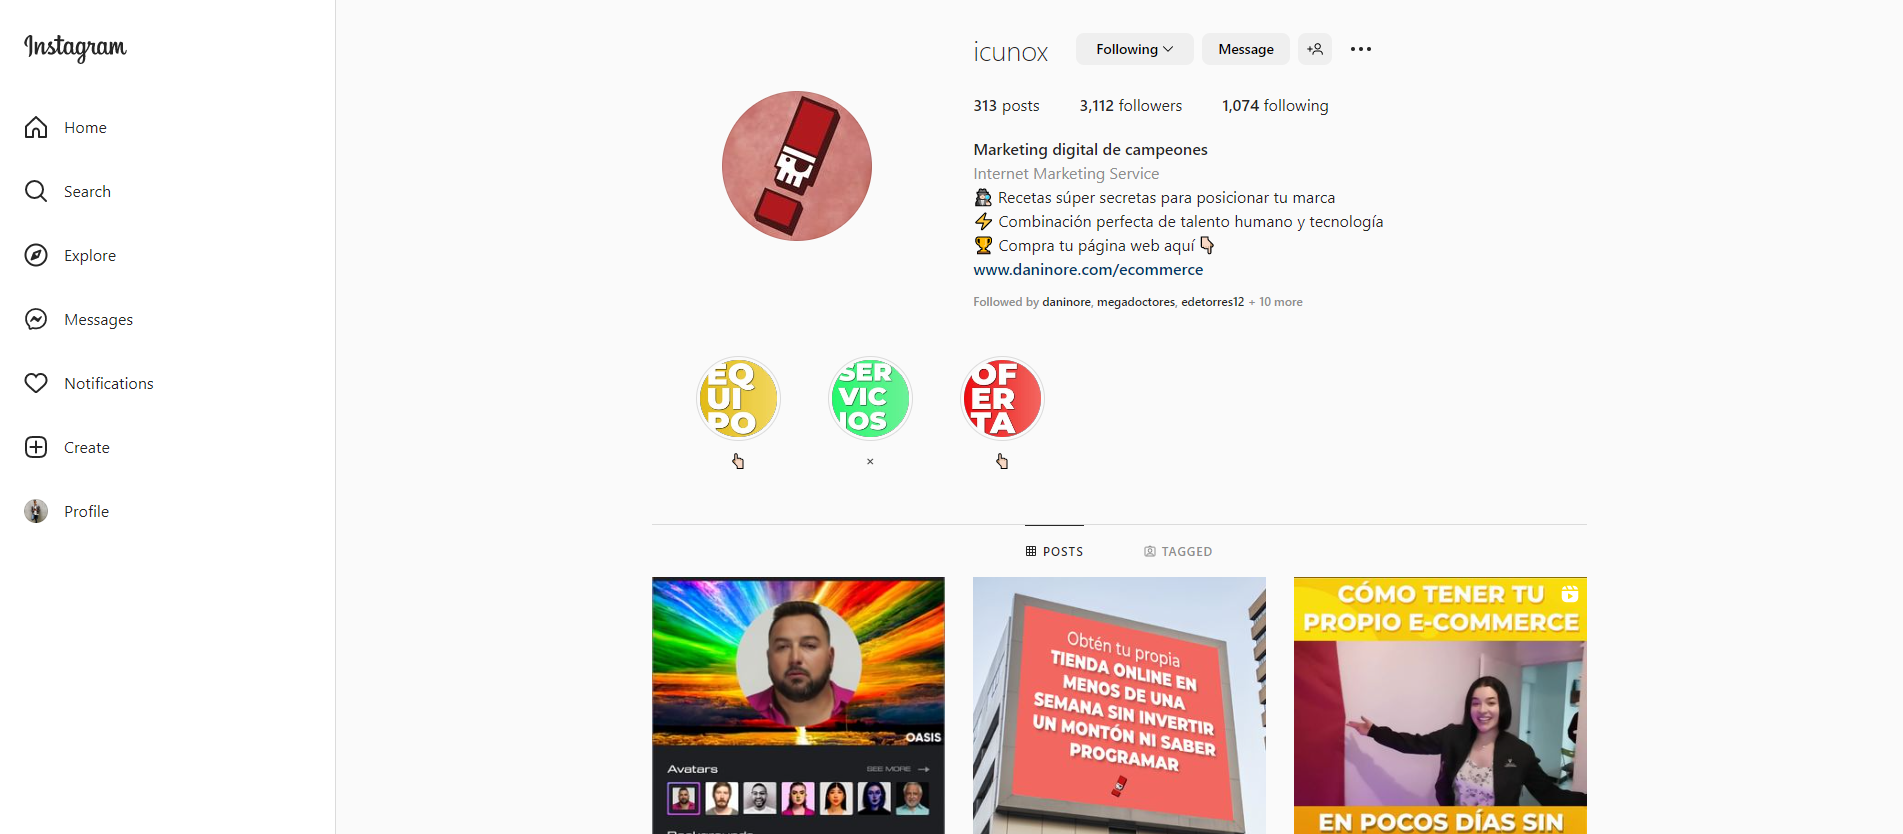 Instagram
Home
Search
Explore
Messages
Notifications
Create
Profile
icunox
Following
Message
313 posts
3,112 followers
1,074 following
Marketing digital de campeones
Internet Marketing Service
Recetas súper secretas para posicionar tu marca
Combinación perfecta de talento humano y tecnología
Compra tu página web aquí
www.daninore.com/ecommerce
Followed by daninore, megadoctores, edetorres12 + 10 more
EQ
UI
PO
SER
VIC
IOS
OF
ER
TA
×
POSTS
TAGGED
OASIS
Avatars
SEE MORE →
Backgrounds
Obtén tu propia
TIENDA ONLINE EN
MENOS DE UNA
SEMANA SIN INVERTIR
UN MONTÓN NI SABER
PROGRAMAR
CÓMO TENER TU
PROPIO E-COMMERCE
EN POCOS DÍAS SIN